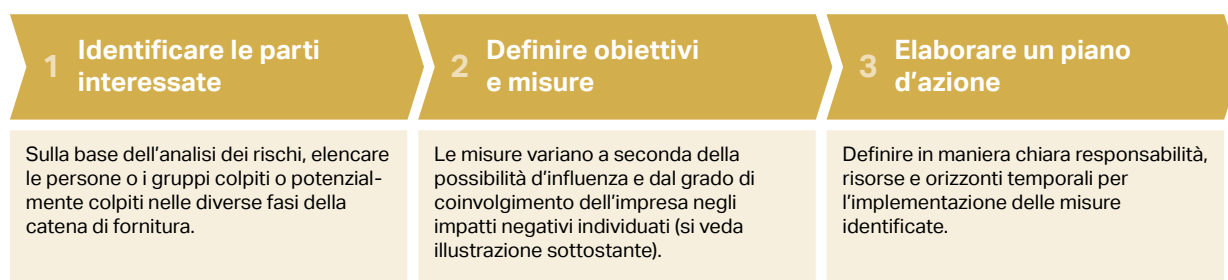 1
Identificare le parti
interessate
Sulla base dell'analisi dei rischi, elencare
le persone o i gruppi colpiti o potenzial-
mente colpiti nelle diverse fasi della
catena di fornitura.
2
Definire obiettivi
e misure
Le misure variano a seconda della
possibilità d'influenza e dal grado di
coinvolgimento dell'impresa negli
impatti negativi individuati (si veda
illustrazione sottostante).
3
Elaborare un piano
d'azione
Definire in maniera chiara responsabilità,
risorse e orizzonti temporali per
l'implementazione delle misure
identificate.